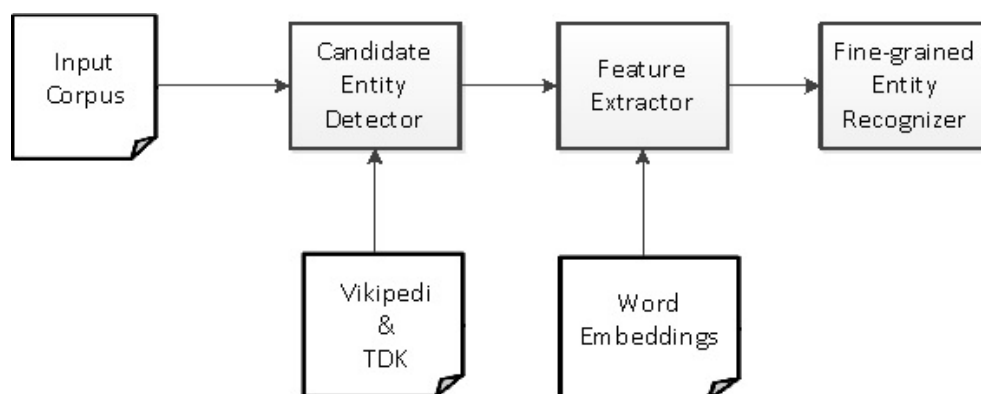 Input
Corpus
Candidate
Entity
Detector
Feature
Extractor
Fine-grained
Entity
Recognizer
Vikipedi
&
TDK
Word
Embeddings